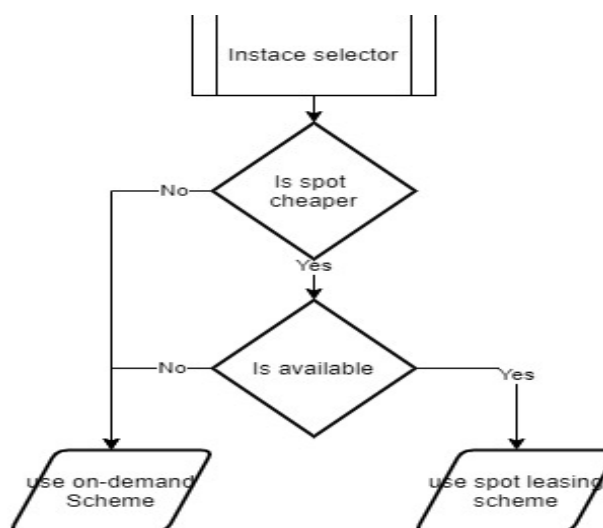 Instace selector
Is spot
cheaper
No
Yes
Is available
No
Yes
use on-demand
Scheme
use spot leasing
scheme